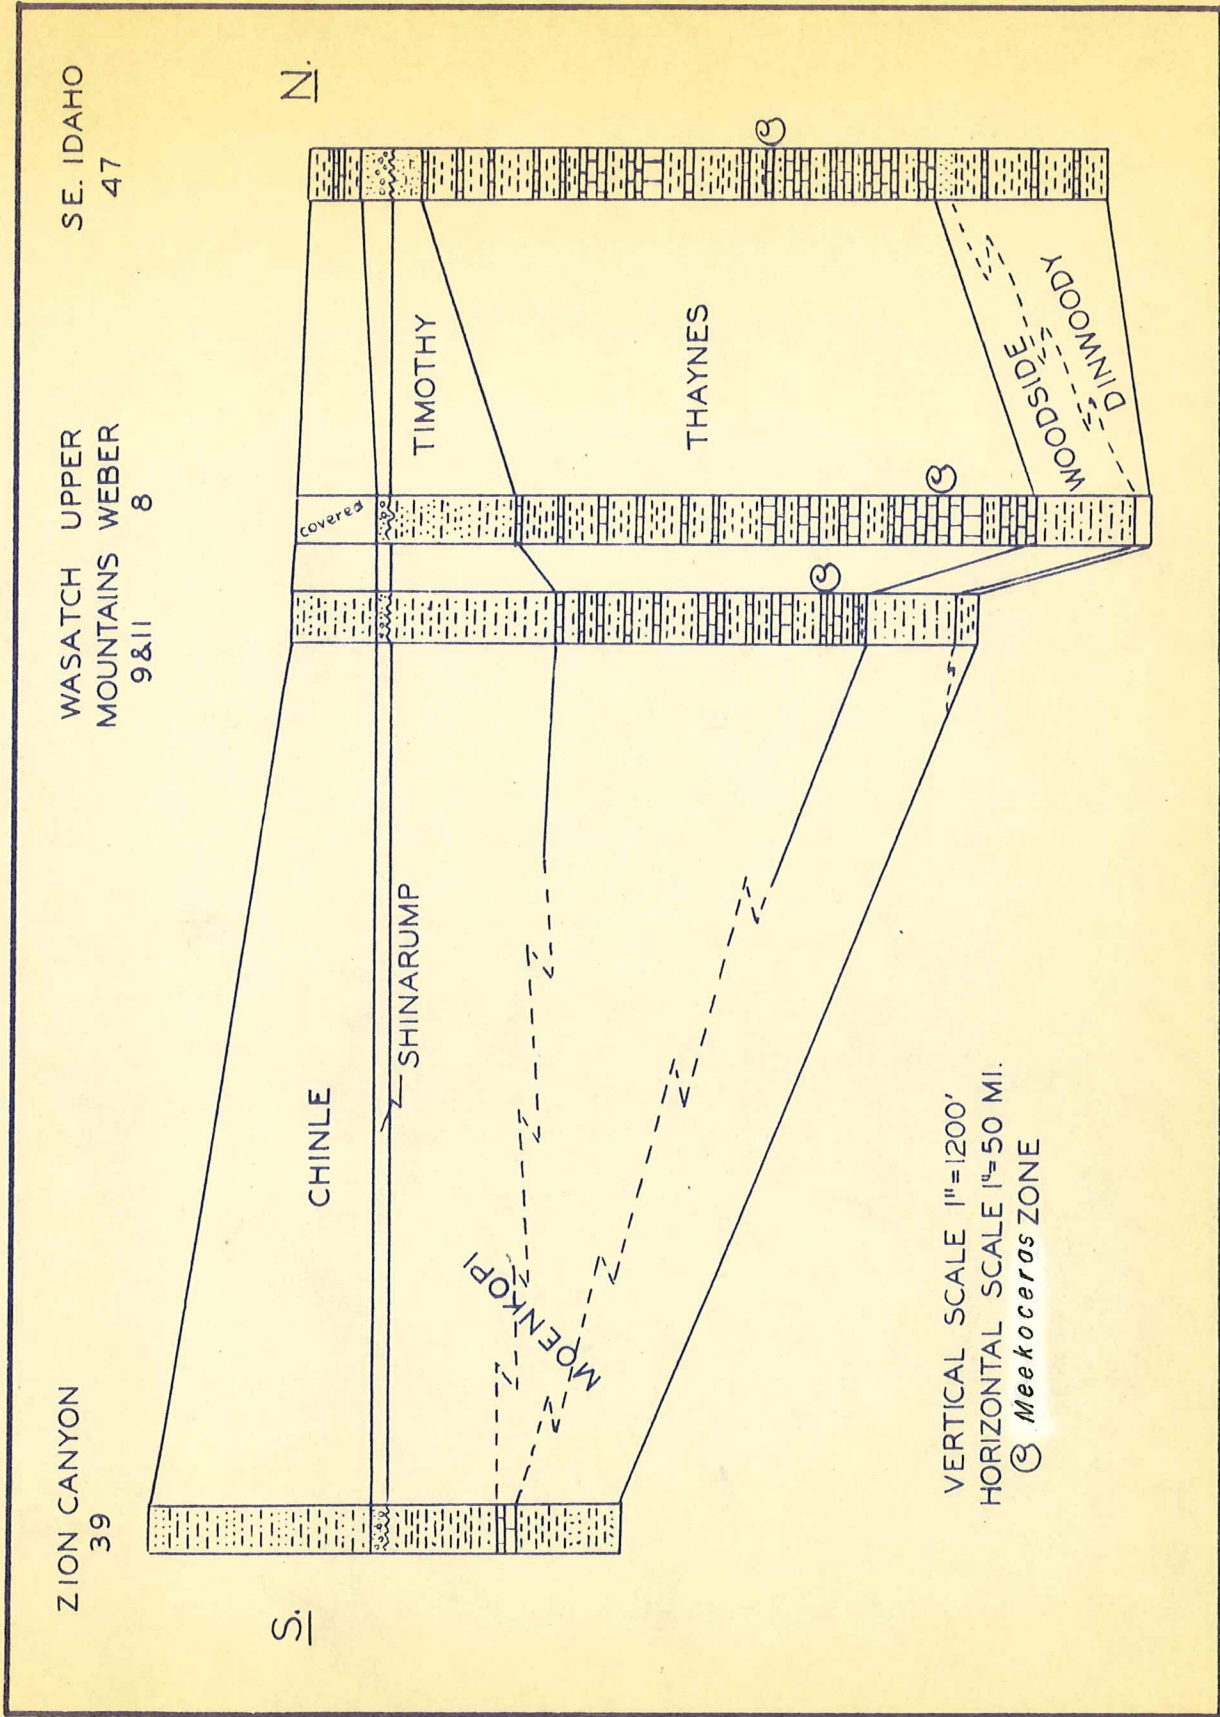 ZION CANYON
39
WASATCH UPPER
MOUNTAINS WEBER
9&11 8
SE. IDAHO
47
S.
N.
covered
CHINLE
SHINARUMP
TIMOTHY
MOENKOPI
THAYNES
WOODSIDE
DINWOODY
VERTICAL SCALE 1"=1200'
HORIZONTAL SCALE 1"=50 MI.
Meekoceras ZONE